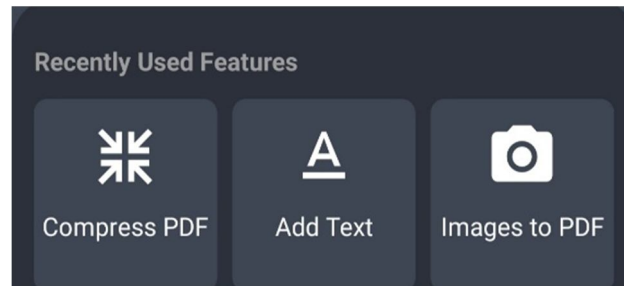 Recently Used Features
Compress PDF
Add Text
Images to PDF